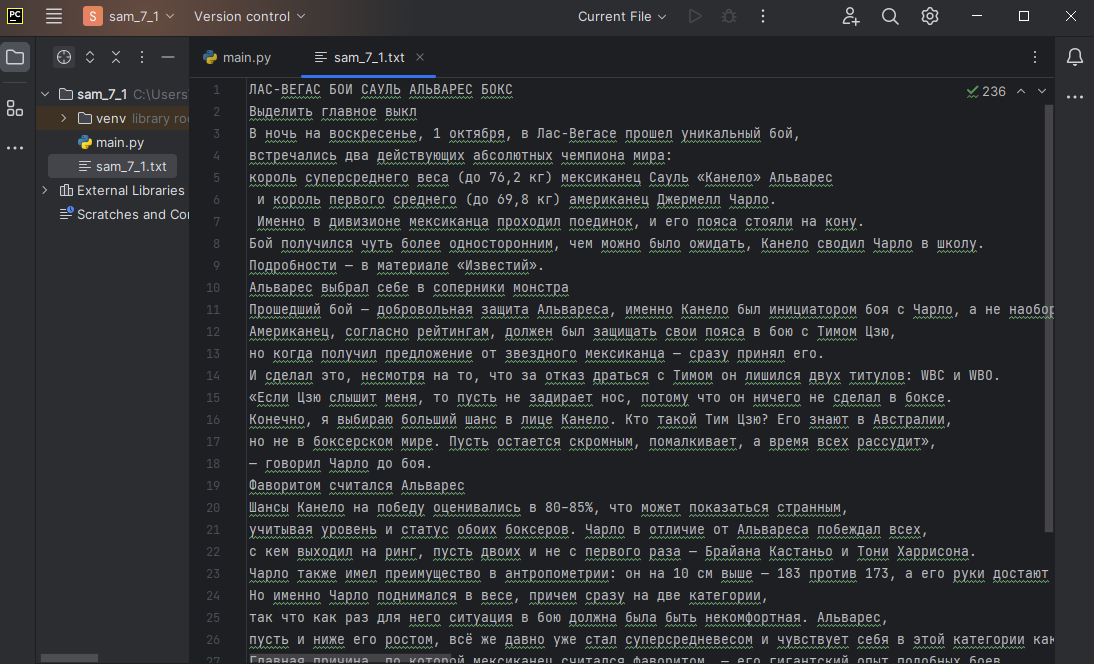 PC
S sam_7_1 Version control Current File
main.py sam_7_1.txt
sam_7_1 C:\Users
venv library roo
main.py
sam_7_1.txt
External Libraries
Scratches and Con
236
1 ЛАС-ВЕГАС БОИ САУЛЬ АЛЬВАРЕС БОКС
2 Выделить главное выкл
3 В ночь на воскресенье, 1 октября, в Лас-Вегасе прошел уникальный бой,
4 встречались два действующих абсолютных чемпиона мира:
5 король суперсреднего веса (до 76,2 кг) мексиканец Сауль «Канело» Альварес
6 и король первого среднего (до 69,8 кг) американец Джермелл Чарло.
7 Именно в дивизионе мексиканца проходил поединок, и его пояса стояли на кону.
8 Бой получился чуть более односторонним, чем можно было ожидать, Канело сводил Чарло в школу.
9 Подробности — в материале «Известий».
10 Альварес выбрал себе в соперники монстра
11 Прошедший бой — добровольная защита Альвареса, именно Канело был инициатором боя с Чарло, а не наобор
12 Американец, согласно рейтингам, должен был защищать свои пояса в бою с Тимом Цзю,
13 но когда получил предложение от звездного мексиканца — сразу принял его.
14 И сделал это, несмотря на то, что за отказ драться с Тимом он лишился двух титулов: WBC и WBO.
15 «Если Цзю слышит меня, то пусть не задирает нос, потому что он ничего не сделал в боксе.
16 Конечно, я выбираю больший шанс в лице Канело. Кто такой Тим Цзю? Его знают в Австралии,
17 но не в боксерском мире. Пусть остается скромным, помалкивает, а время всех рассудит»,
18 — говорил Чарло до боя.
19 Фаворитом считался Альварес
20 Шансы Канело на победу оценивались в 80–85%, что может показаться странным,
21 учитывая уровень и статус обоих боксеров. Чарло в отличие от Альвареса побеждал всех,
22 с кем выходил на ринг, пусть двоих и не с первого раза — Брайана Кастаньо и Тони Харрисона.
23 Чарло также имел преимущество в антропометрии: он на 10 см выше — 183 против 173, а его руки достают
24 Но именно Чарло поднимался в весе, причем сразу на две категории,
25 так что как раз для него ситуация в бою должна была быть некомфортная. Альварес,
26 пусть и ниже его ростом, всё же давно уже стал суперсредневесом и чувствует себя в этой категории как
27 Главная причина, по которой мексиканец считался фаворитом, — его гигантский опыт подобных боев